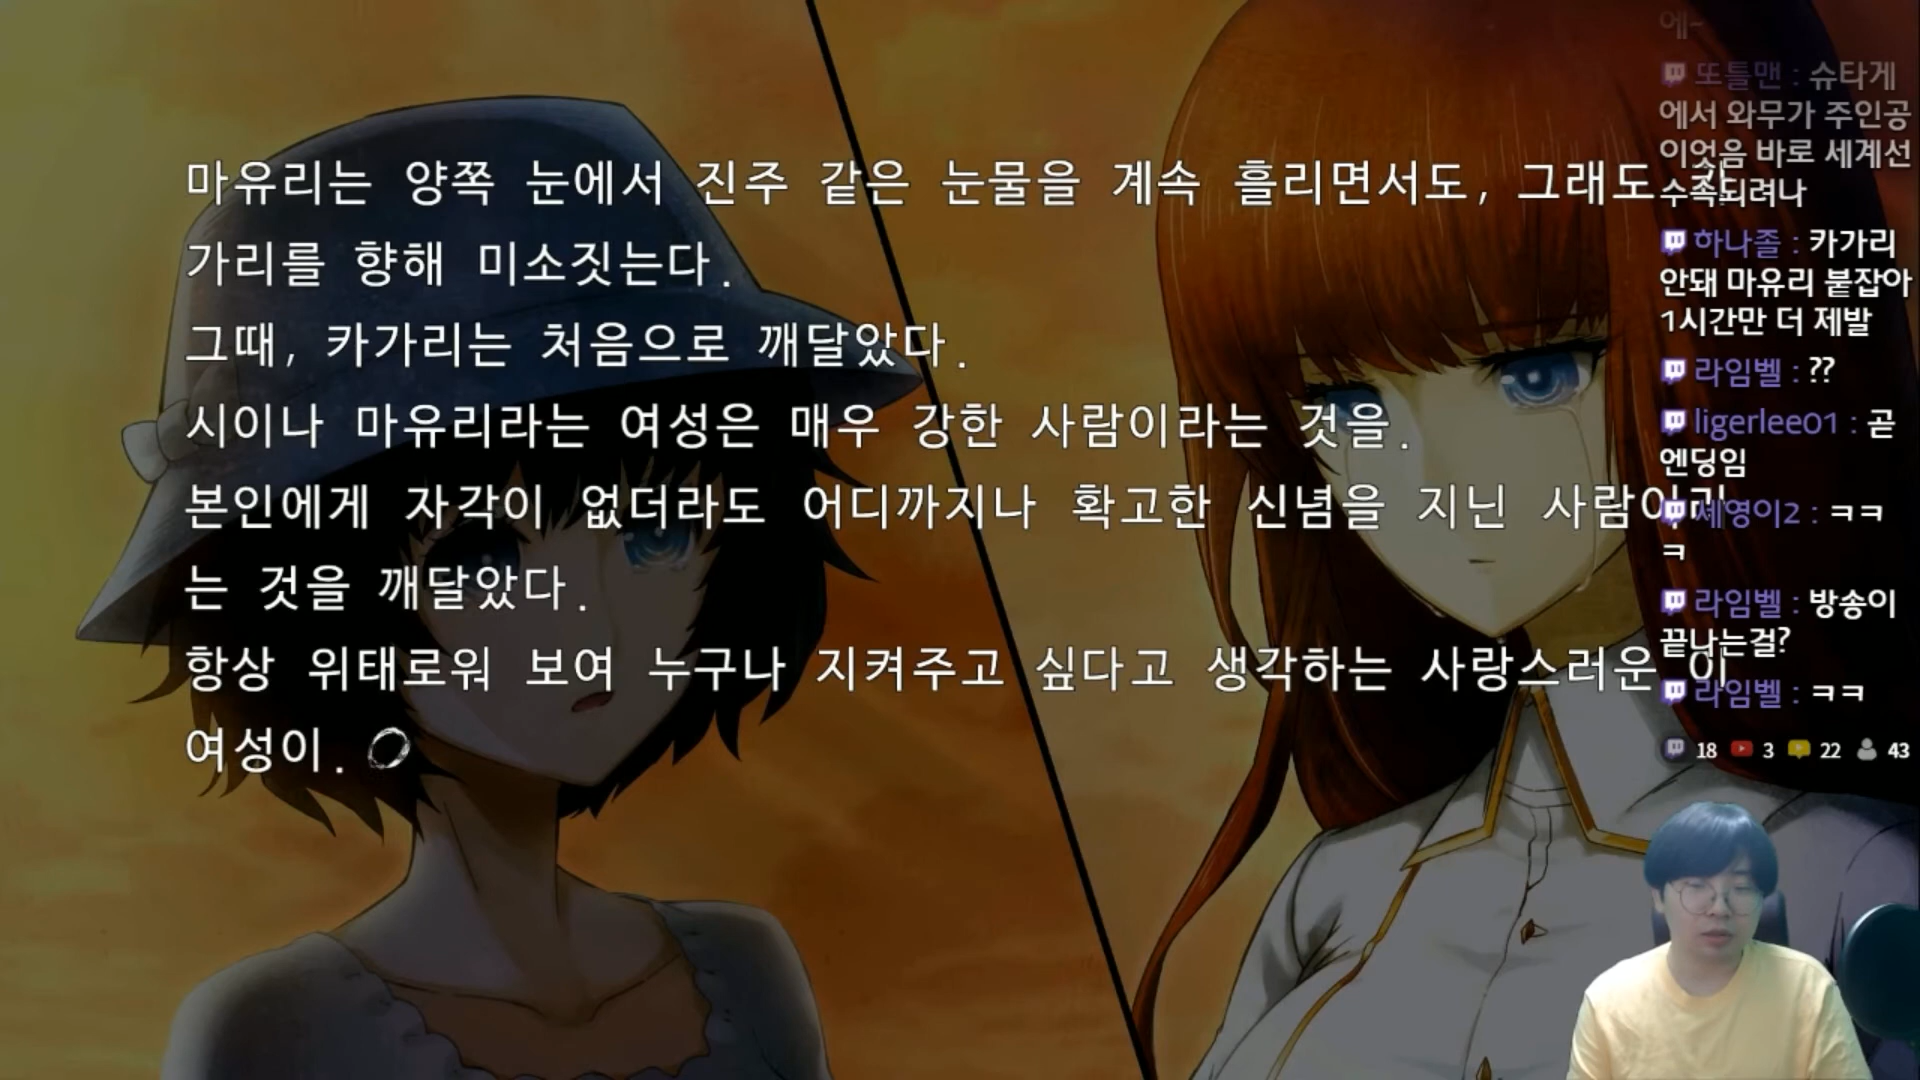 마유리는 양쪽 눈에서 진주 같은 눈물을 계속 흘리면서도, 그래도
가리를 향해 미소짓는다.
그때, 카가리는 처음으로 깨달았다.
시이나 마유리라는 여성은 매우 강한 사람이라는 것을.
본인에게 자각이 없더라도 어디까지나 확고한 신념을 지닌 사람이라
는 것을 깨달았다.
항상 위태로워 보여 누구나 지켜주고 싶다고 생각하는 사랑스러운 이
여성이.
에~
또틀맨 : 슈타게
에서 와무가 주인공
이었음 바로 세계선
수속되려나
하나졸 : 카가리
안돼 마유리 붙잡아
1시간만 더 제발
라임벨 : ??
ligerlee01 : 곧
엔딩임
세영이2 : ㅋㅋ
ㅋ
라임벨 : 방송이
끝나는걸?
라임벨 : ㅋㅋ
18 3 22 43